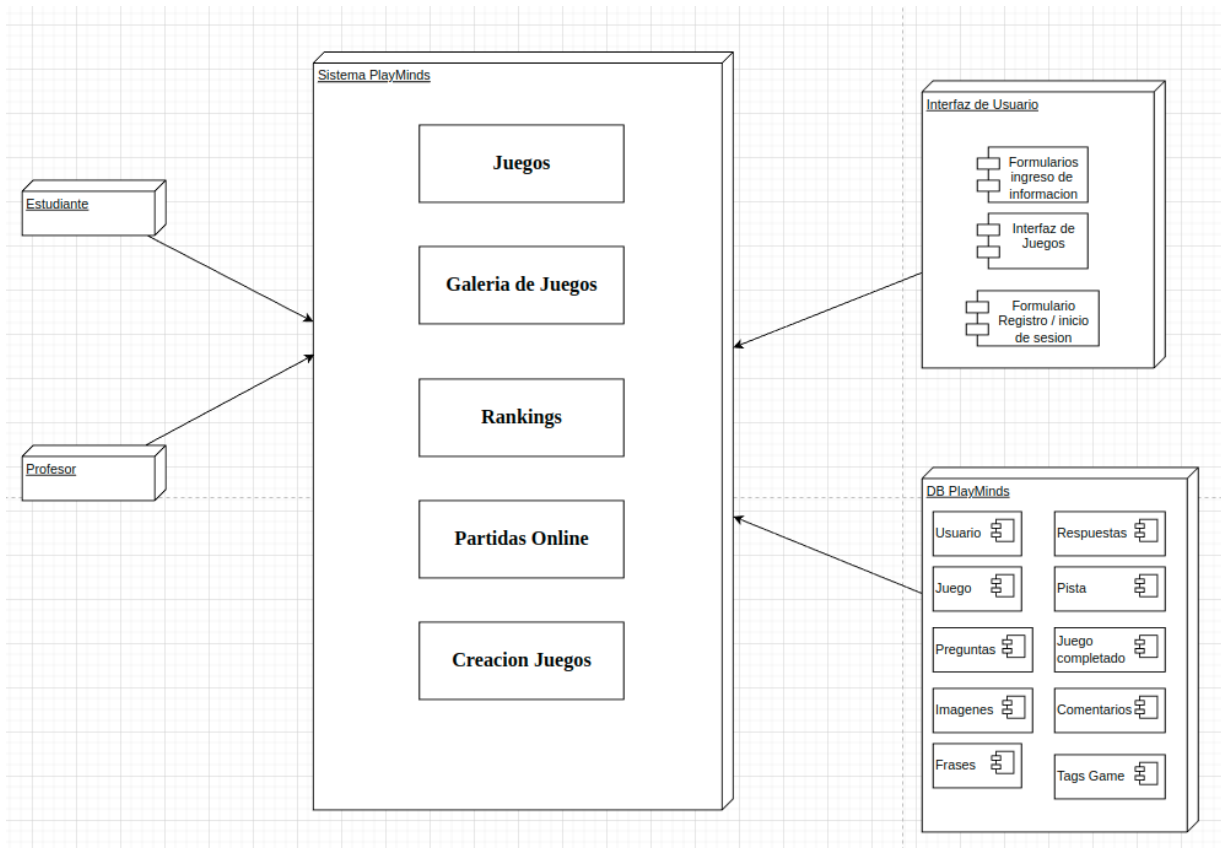 Sistema PlayMinds
Juegos
Galeria de Juegos
Rankings
Partidas Online
Creacion Juegos
Estudiante
Profesor
Interfaz de Usuario
Formularios
ingreso de
informacion
Interfaz de
Juegos
Formulario
Registro / inicio
de sesion
DB PlayMinds
Usuario
Respuestas
Juego
Pista
Preguntas
Juego
completado
Imagenes
Comentarios
Frases
Tags Game